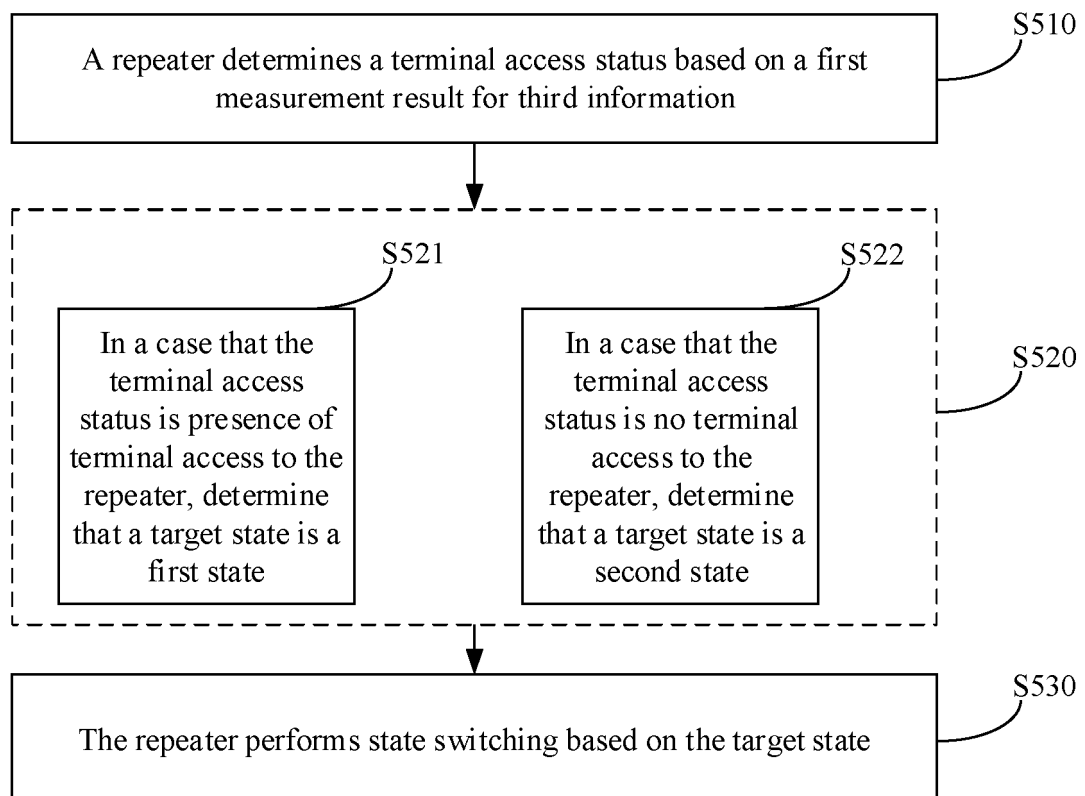 S510
A repeater determines a terminal access status based on a first
measurement result for third information
S521
S522
In a case that the
terminal access
status is presence of
terminal access to the
repeater, determine
that a target state is a
first state
In a case that the
terminal access
status is no terminal
access to the
repeater, determine
that a target state is a
second state
S520
S530
The repeater performs state switching based on the target state